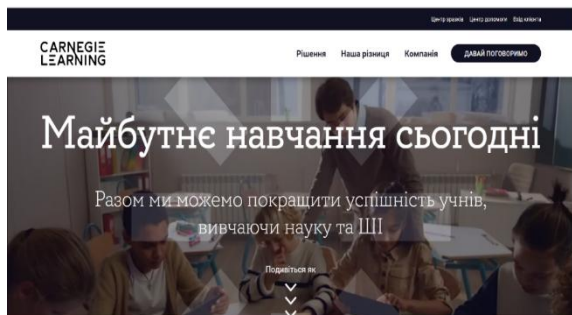 Центр зразків Центр допомоги Вхід клієнта
CARNEGIE
LEARNING
Рішення Наша різниця Компанія ДАВАЙ ПОГОВОРИМО
Майбутнє навчання сьогодні
Разом ми можемо покращити успішність учнів,
вивчаючи науку та ШІ
Подивіться як